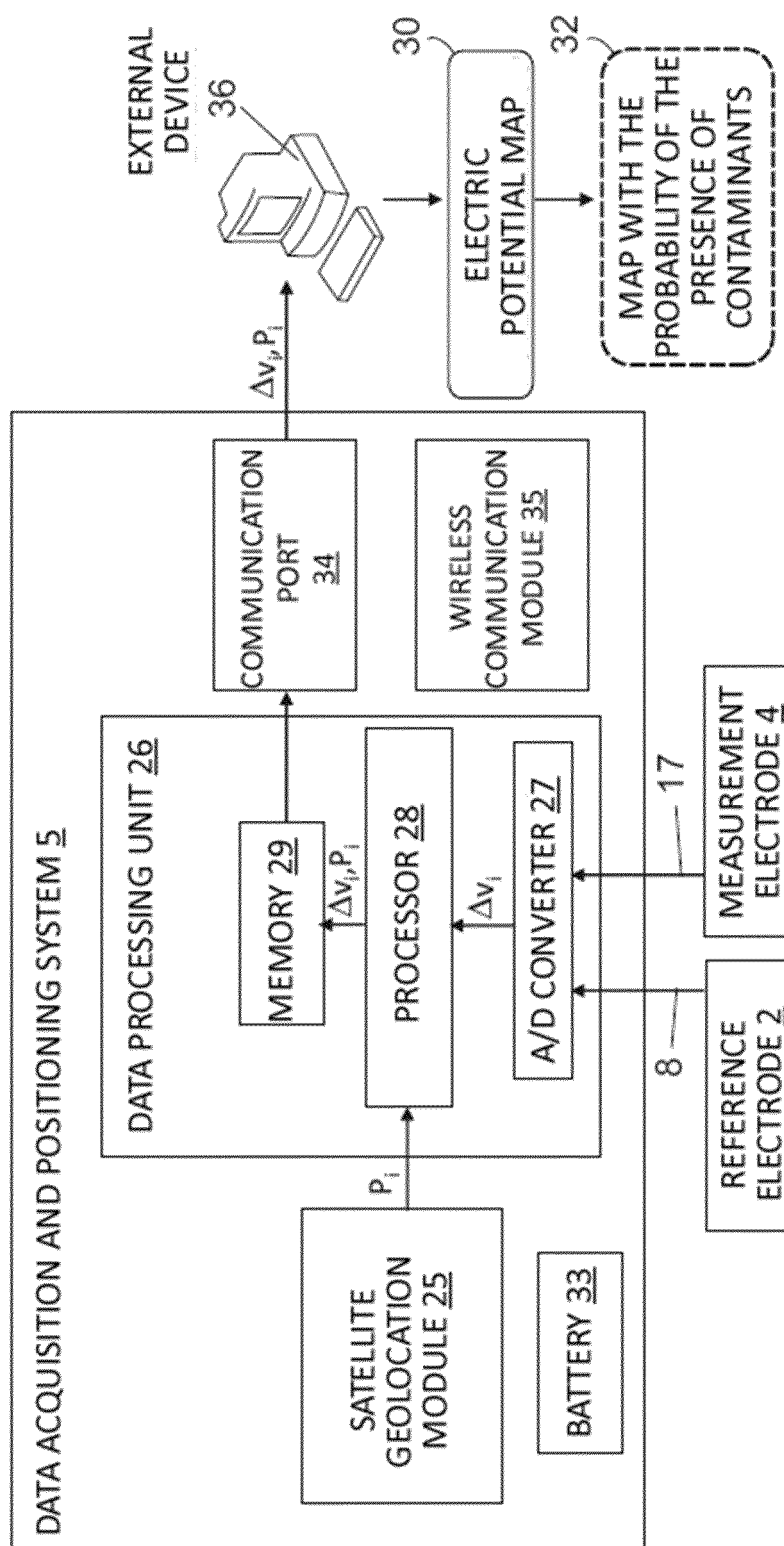 DATA ACQUISITION AND POSITIONING SYSTEM 5
DATA PROCESSING UNIT 26
SATELLITE
GEOLOCATION
MODULE 25
BATTERY 33
Pi
MEMORY 29
Δvi,Pi
PROCESSOR 28
Δvi
A/D CONVERTER 27
COMMUNICATION
PORT
34
WIRELESS
COMMUNICATION
MODULE 35
8
17
REFERENCE
ELECTRODE 2
MEASUREMENT
ELECTRODE 4
Δvi,Pi
EXTERNAL
DEVICE
36
30
ELECTRIC
POTENTIAL MAP
32
MAP WITH THE
PROBABILITY OF THE
PRESENCE OF
CONTAMINANTS